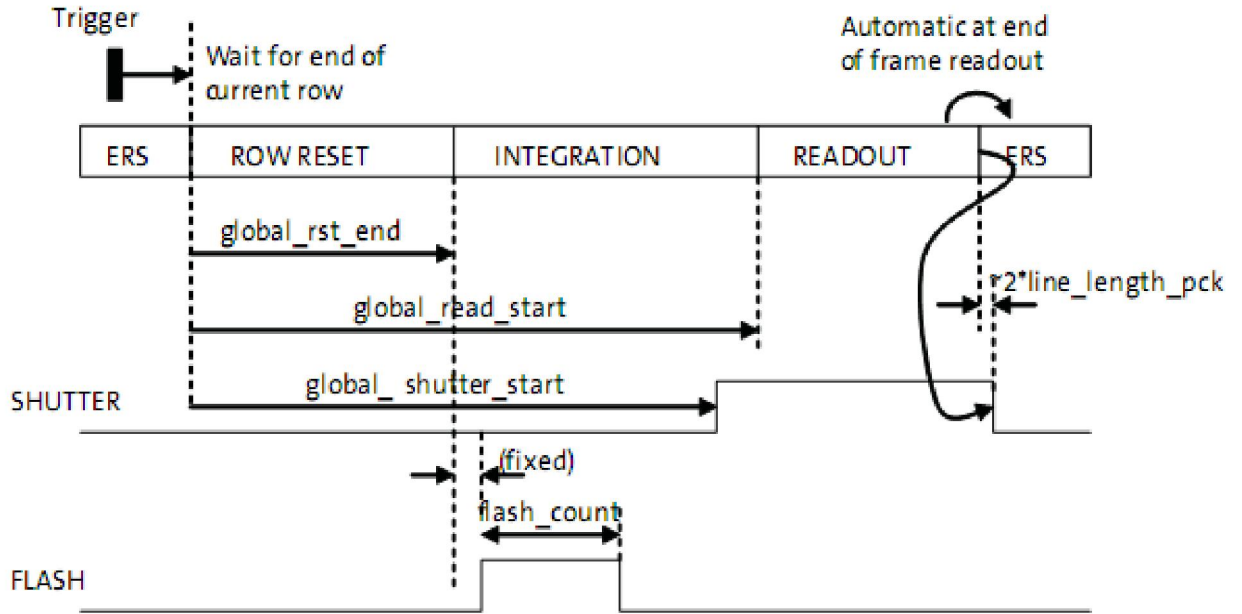 Trigger
Wait for end of
current row
Automatic at end
of frame readout
ERS ROW RESET INTEGRATION READOUT ERS
global_rst_end
~2*line_length_pck
global_read_start
global_ shutter_start
SHUTTER
(fixed)
flash_count
FLASH